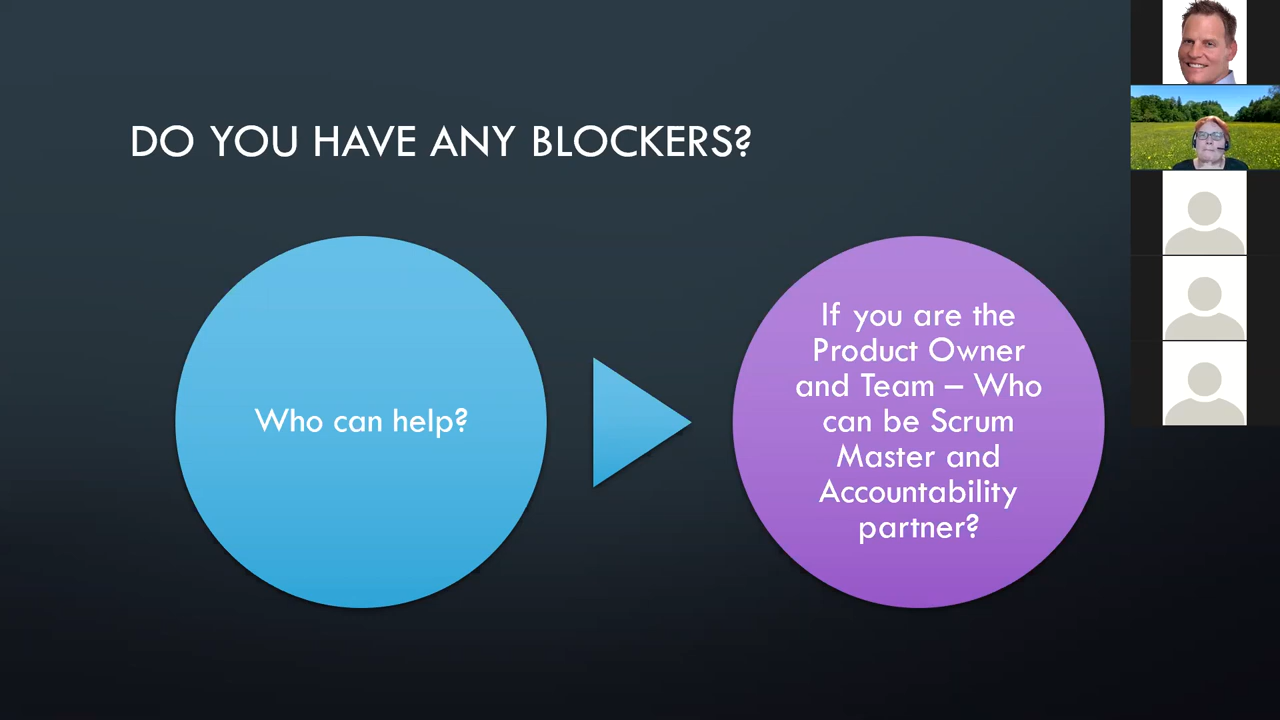 DO YOU HAVE ANY BLOCKERS?
Who can help?
If you are the
Product Owner
and Team – Who
can be Scrum
Master and
Accountability
partner?